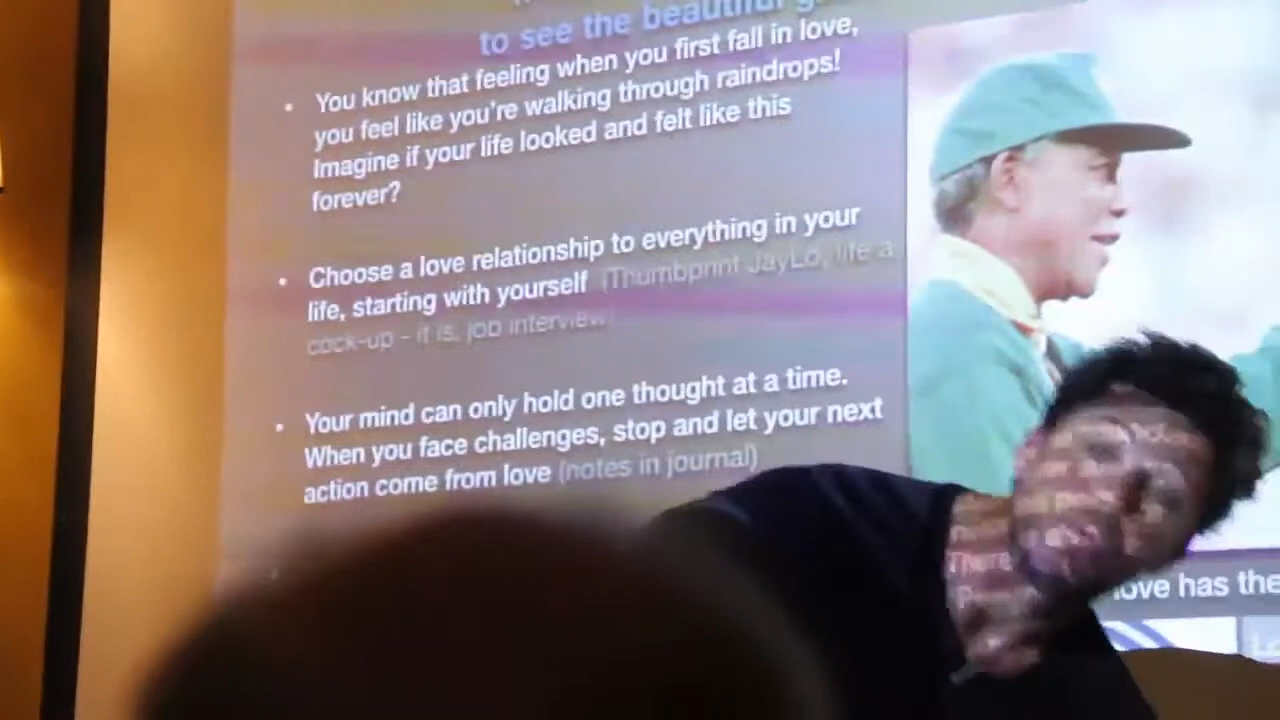 to see the beautiful
• You know that feeling when you first fall in love,
you feel like you're walking through raindrops!
Imagine if your life looked and felt like this
forever?
• Choose a love relationship to everything in your
life, starting with yourself (Thumbprint JayLo, life a
cock-up - it is, job interview)
• Your mind can only hold one thought at a time.
When you face challenges, stop and let your next
action come from love (notes in journal)
love has the